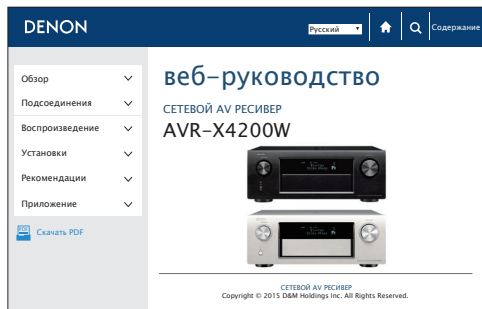 DENON
Русский
Содержание
Обзор
Подсоединения
Воспроизведение
Установки
Рекомендации
Приложение
Скачать PDF
веб-руководство
СЕТЕВОЙ AV РЕСИВЕР
AVR-X4200W
СЕТЕВОЙ AV РЕСИВЕР
Copyright © 2015 D&M Holdings Inc. All Rights Reserved.